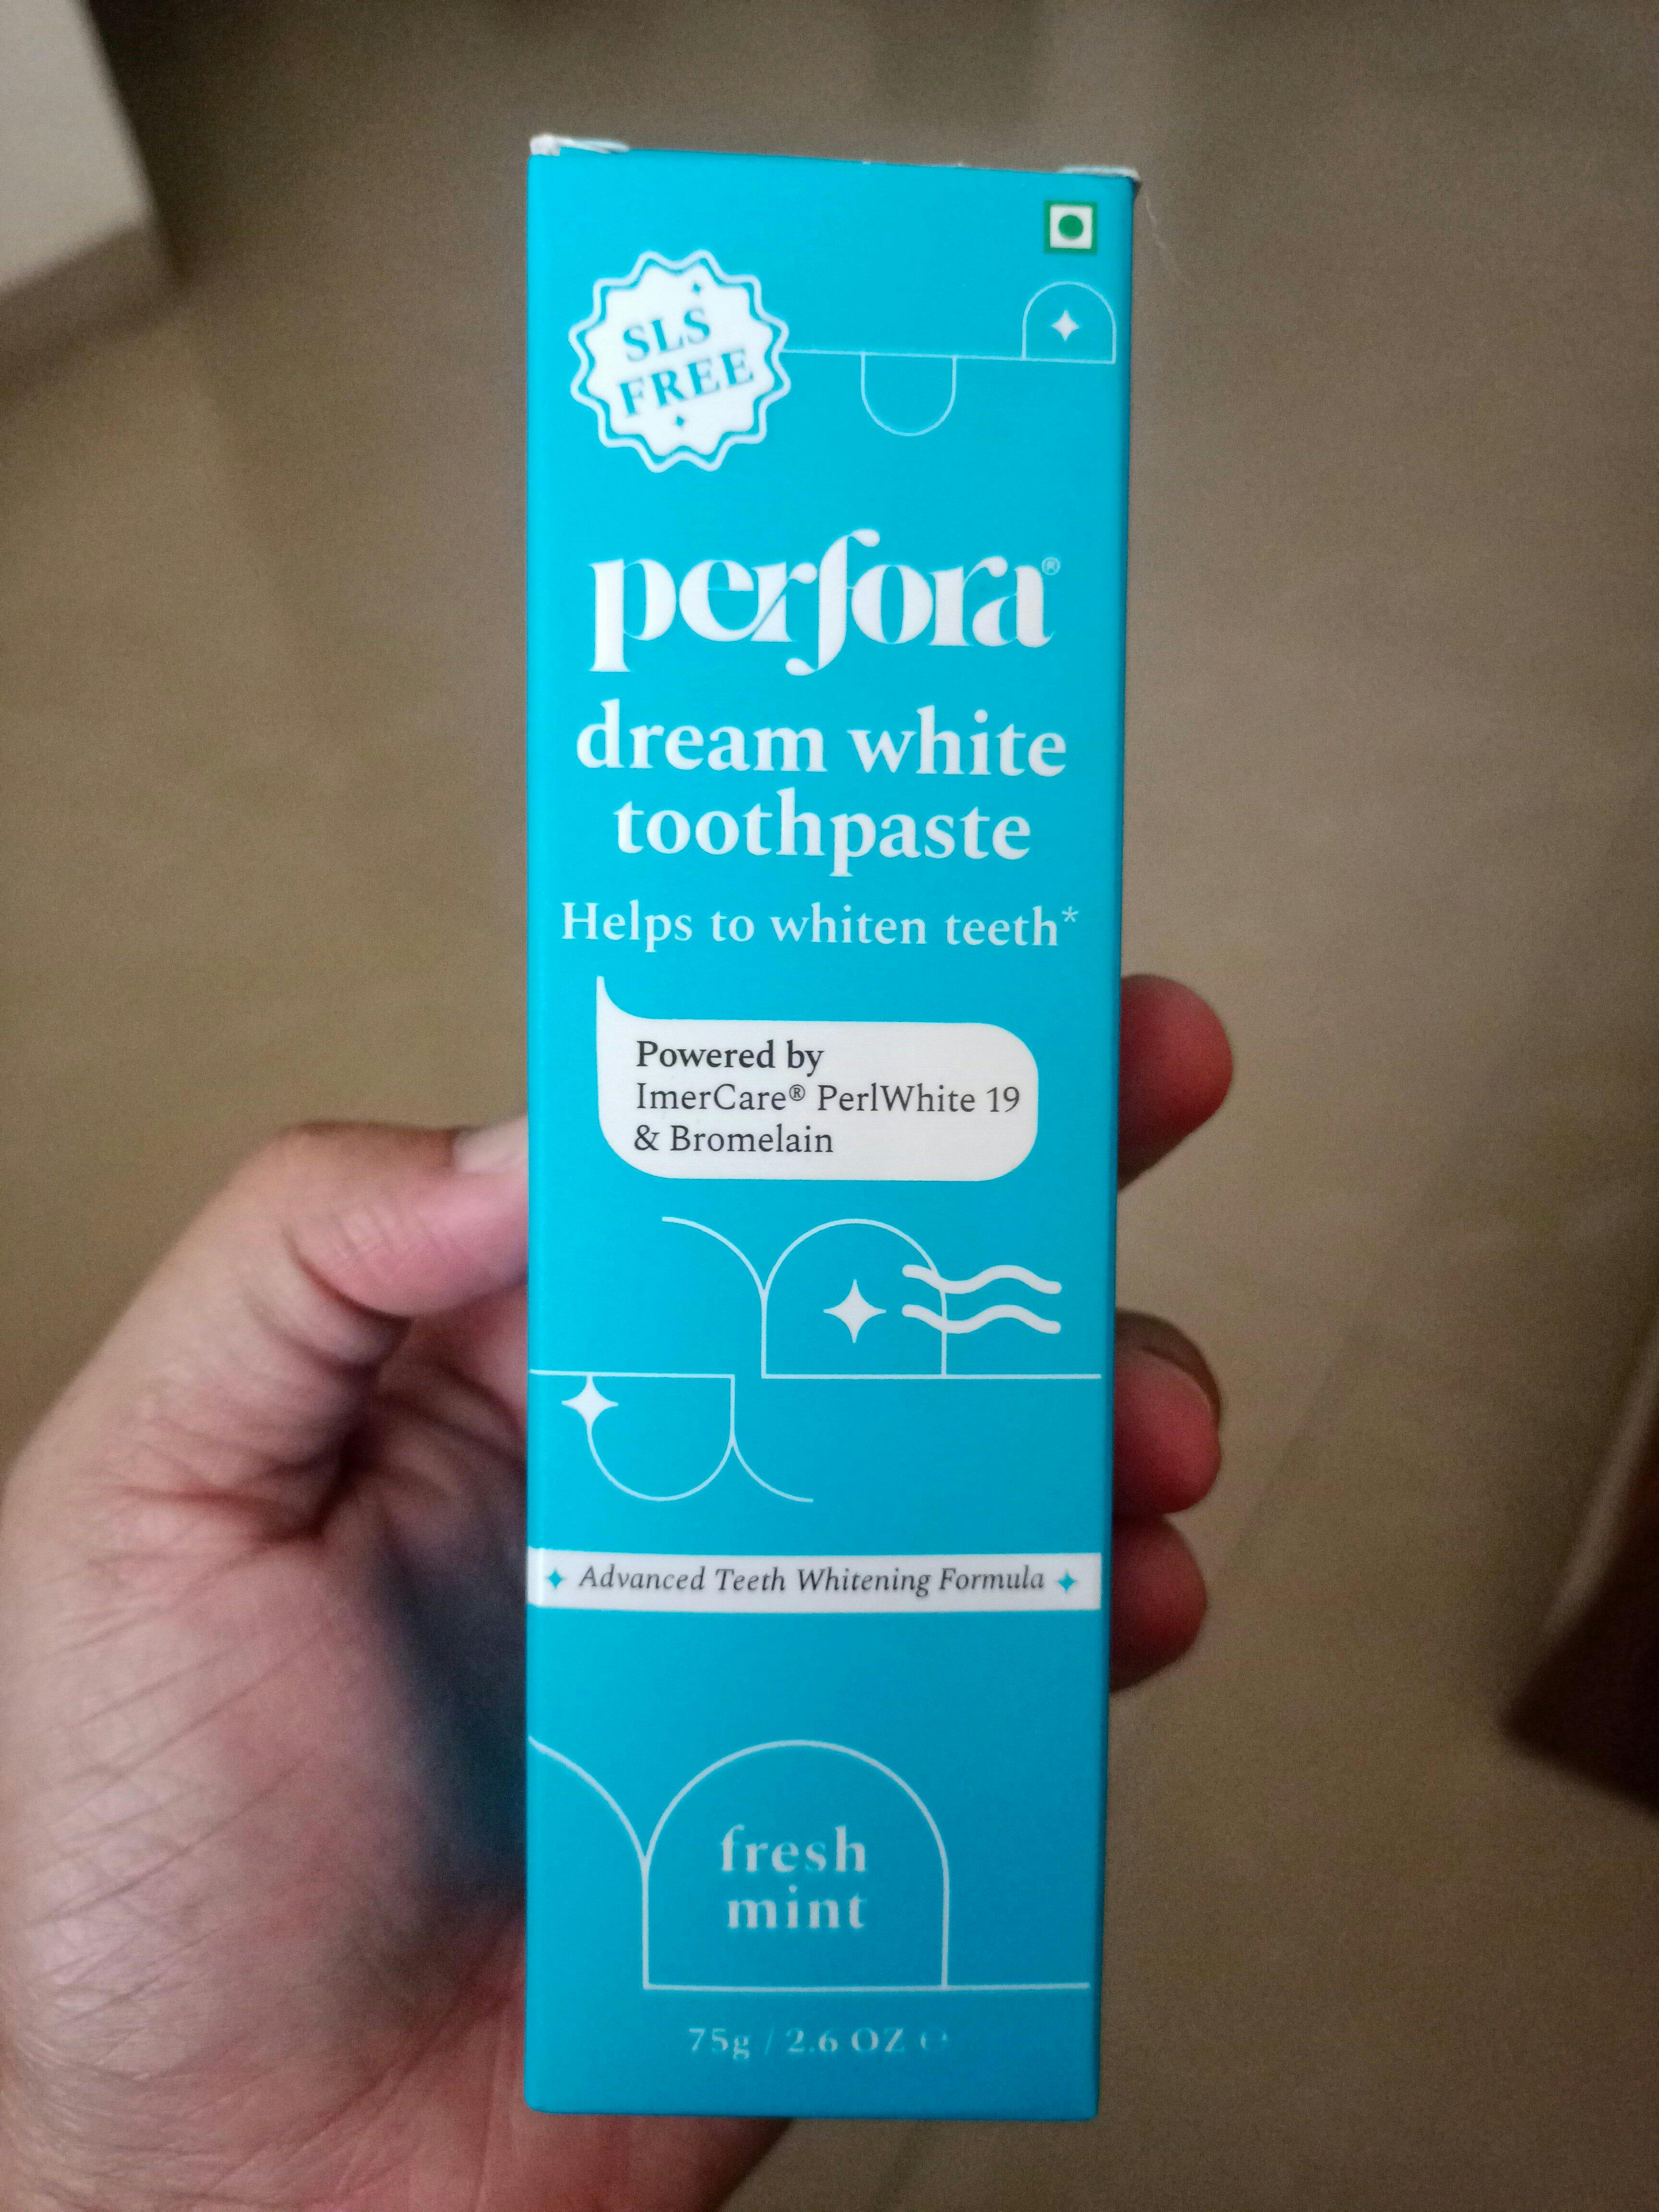 SLS
FREE
perfora®
dream white
toothpaste
Helps to whiten teeth*
Powered by
ImerCare® PerlWhite 19
& Bromelain
Advanced Teeth Whitening Formula
fresh
mint
75g / 2.6 OZ ℮